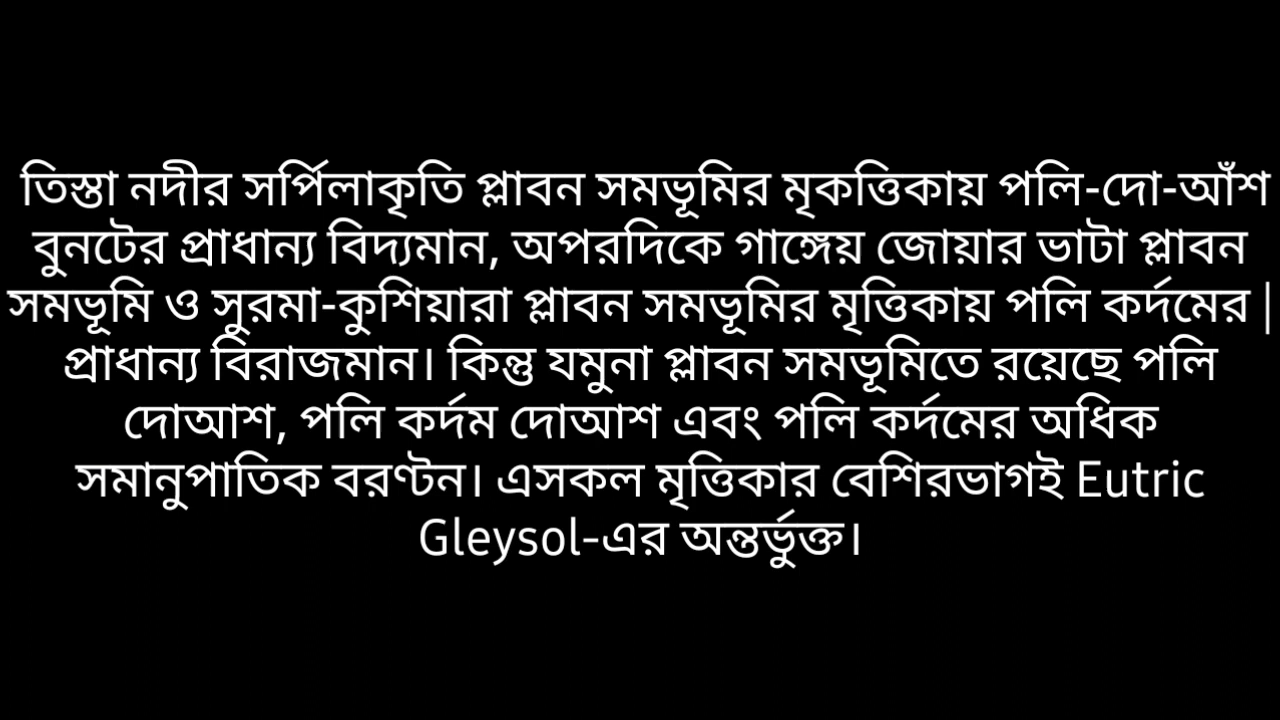 তিস্তা নদীর সর্পিলাকৃতি প্লাবন সমভূমির মৃকত্তিকায় পলি-দো-আঁশ
বুনটের প্রাধান্য বিদ্যমান, অপরদিকে গাঙ্গেয় জোয়ার ভাটা প্লাবন
সমভূমি ও সুরমা-কুশিয়ারা প্লাবন সমভূমির মৃত্তিকায় পলি কর্দমের |
প্রাধান্য বিরাজমান। কিন্তু যমুনা প্লাবন সমভূমিতে রয়েছে পলি
দোআশ, পলি কর্দম দোআশ এবং পলি কর্দমের অধিক
সমানুপাতিক বরণ্টন। এসকল মৃত্তিকার বেশিরভাগই Eutric
Gleysol-এর অন্তর্ভুক্ত।